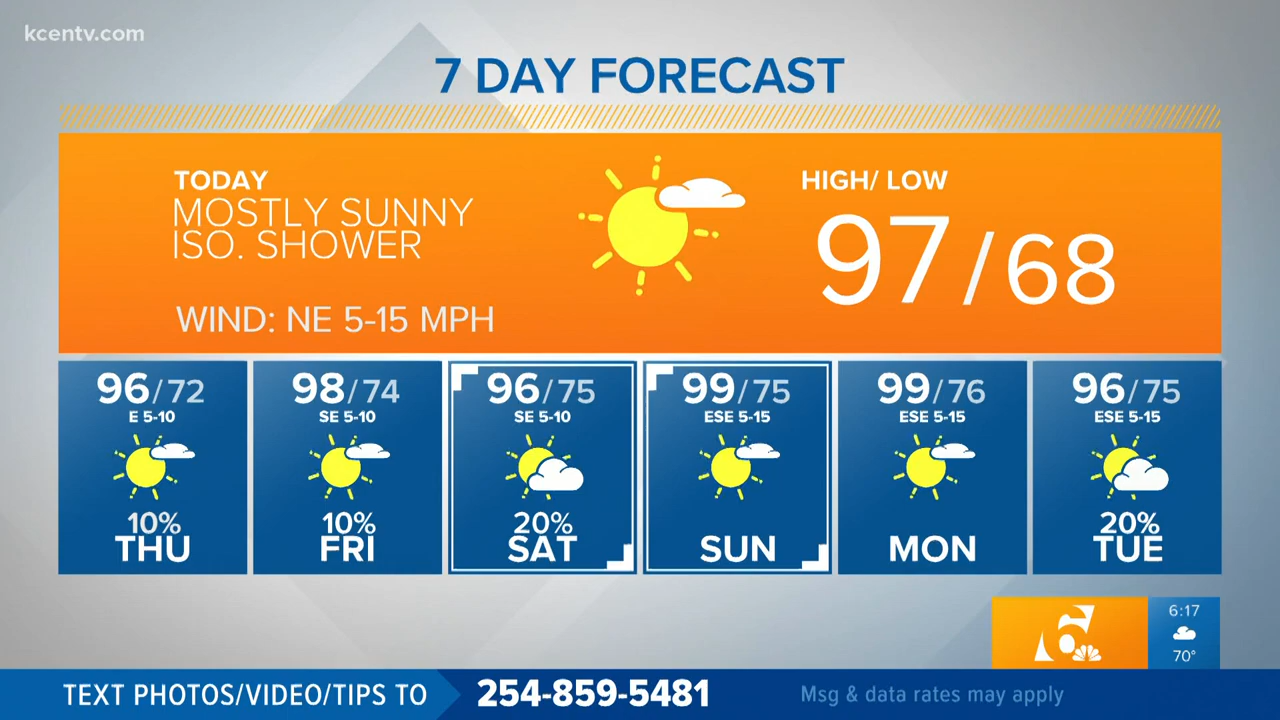 kcentv.com
7 DAY FORECAST
TODAY
MOSTLY SUNNY
ISO. SHOWER
WIND: NE 5-15 MPH
HIGH/ LOW
97/68
96/72
E 5-10
10%
THU
98/74
SE 5-10
10%
FRI
96/75
SE 5-10
20%
SAT
99/75
ESE 5-15
SUN
99/76
ESE 5-15
MON
96/75
ESE 5-15
20%
TUE
6
6:17
70°
TEXT PHOTOS/VIDEO/TIPS TO 254-859-5481 Msg & data rates may apply